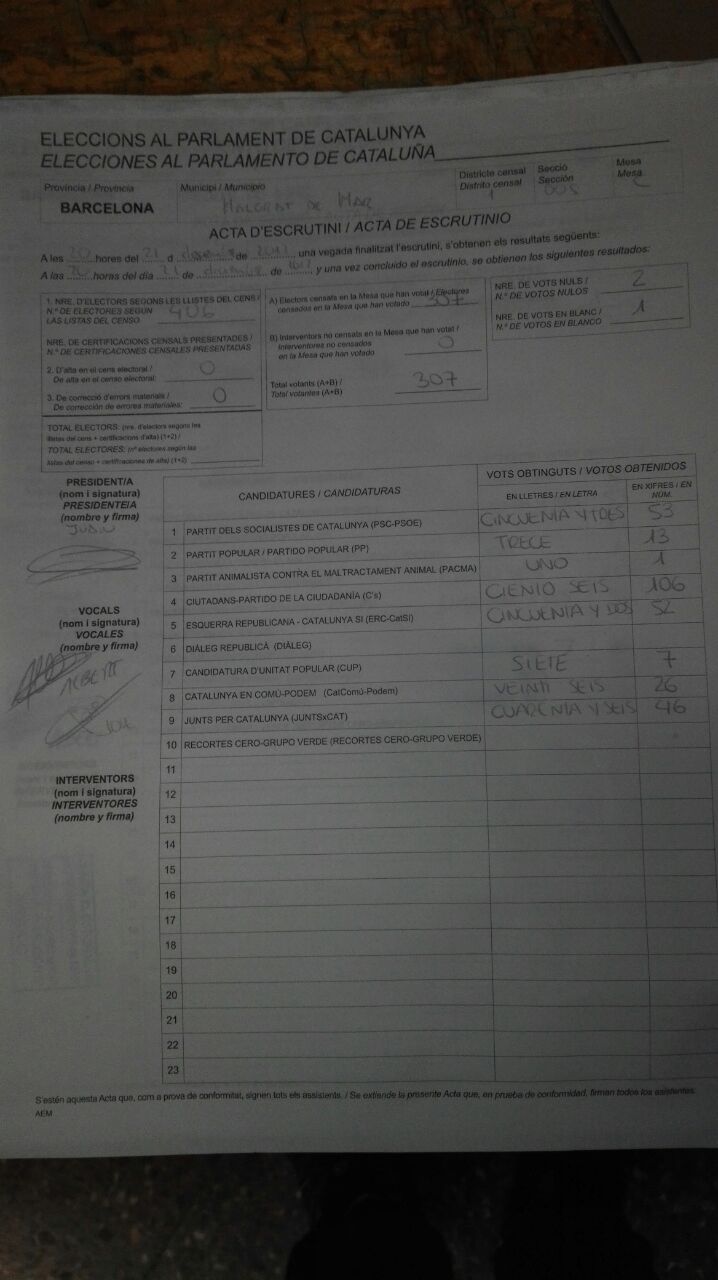 ELECCIONS AL PARLAMENT DE CATALUNYA
ELECCIONES AL PARLAMENTO DE CATALUÑA
Província / Provincia
BARCELONA
Municipi / Municipio
MALGRAT DE MAR
Districte censal
Distrito censal
1
Secció
Sección
005
Mesa
Mesa
ACTA D'ESCRUTINI / ACTA DE ESCRUTINIO
A les 20 hores del 21 d desembre de una vegada finalitzat l'escrutini, s'obtenen els resultats següents:
A las horas del día 21 de de y una vez concluido el escrutinio, se obtienen los siguientes resultados:
1. NRE. D'ELECTORS SEGONS LES LLISTES DEL CENS /
N.º DE ELECTORES SEGÚN
LAS LISTAS DEL CENSO 406
NRE. DE CERTIFICACIONS CENSALS PRESENTADES /
N.º DE CERTIFICACIONES CENSALES PRESENTADAS
2. D'alta en el cens electoral /
De alta en el censo electoral: 0
3. De correcció d'errors materials /
De corrección de errores materiales: 0
TOTAL ELECTORS: (nre. d'electors segons les
llistes del cens + certificacions d'alta) (1+2) /
TOTAL ELECTORES: (nº electores según las
listas del censo + certificaciones de alta) (1+2)
A) Electors censats en la Mesa que han votat / Electores
censados en la Mesa que han votado 307
B) Interventors no censats en la Mesa que han votat /
Interventores no censados
en la Mesa que han votado 0
Total votants (A+B) /
Total votantes (A+B) 307
NRE. DE VOTS NULS /
N.º DE VOTOS NULOS 2
NRE. DE VOTS EN BLANC /
N.º DE VOTOS EN BLANCO 1
PRESIDENT/A
(nom i signatura)
PRESIDENTE/A
(nombre y firma)
VOCALS
(nom i signatura)
VOCALES
(nombre y firma)
ALBERT
INTERVENTORS
(nom i signatura)
INTERVENTORES
(nombre y firma)
CANDIDATURES / CANDIDATURAS
VOTS OBTINGUTS / VOTOS OBTENIDOS
EN LLETRES / EN LETRA
EN XIFRES / EN NÚM.
1 PARTIT DELS SOCIALISTES DE CATALUNYA (PSC-PSOE) CINCUENTA Y TRES 53
2 PARTIT POPULAR / PARTIDO POPULAR (PP) TRECE 13
3 PARTIT ANIMALISTA CONTRA EL MALTRACTAMENT ANIMAL (PACMA) UNO 1
4 CIUTADANS-PARTIDO DE LA CIUDADANÍA (C's) CIENTO SEIS 106
5 ESQUERRA REPUBLICANA - CATALUNYA SÍ (ERC-CatSí) CINCUENTA Y DOS 52
6 DIÀLEG REPUBLICÀ (DIÀLEG)
7 CANDIDATURA D'UNITAT POPULAR (CUP) SIETE 7
8 CATALUNYA EN COMÚ-PODEM (CatComú-Podem) VEINTI SEIS 26
9 JUNTS PER CATALUNYA (JUNTSxCAT) CUARENTA Y SEIS 46
10 RECORTES CERO-GRUPO VERDE (RECORTES CERO-GRUPO VERDE)
11
12
13
14
15
16
17
18
19
20
21
22
23
S'estén aquesta Acta que, com a prova de conformitat, signen tots els assistents. / Se extiende la presente Acta que, en prueba de conformidad, firman todos los asistentes.
AEM